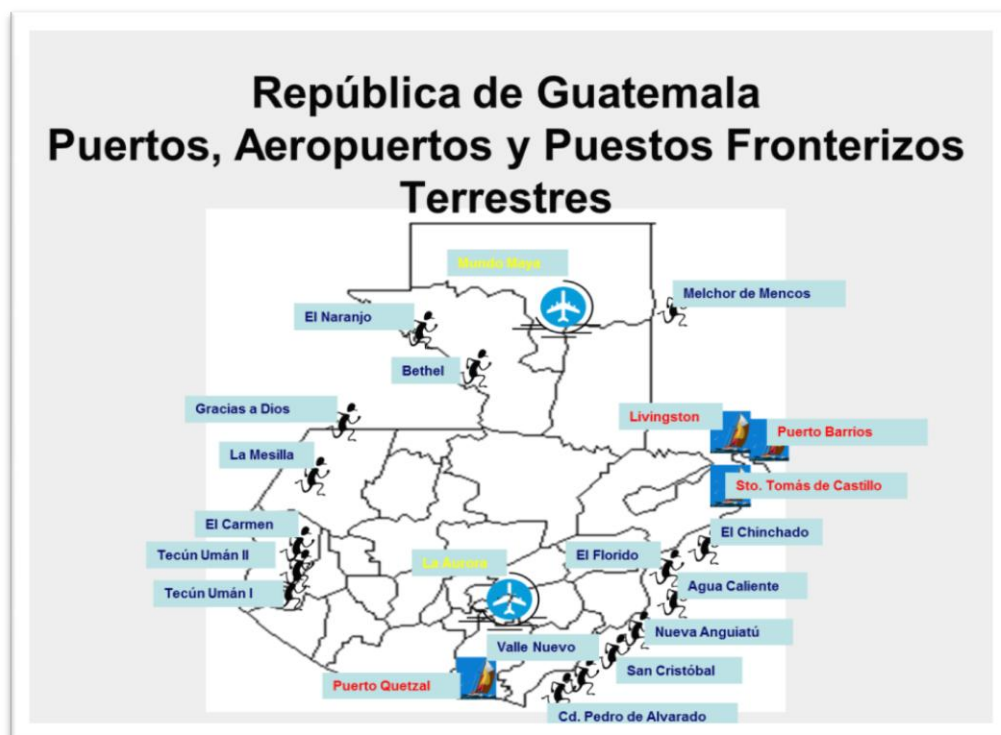 República de Guatemala
Puertos, Aeropuertos y Puestos Fronterizos
Terrestres
Mundo Maya
Melchor de Mencos
El Naranjo
Bethel
Gracias a Dios
Livingston
Puerto Barrios
La Mesilla
Sto. Tomás de Castillo
El Carmen
El Chinchado
Tecún Umán II
El Florido
La Aurora
Tecún Umán I
Agua Caliente
Nueva Anguiatú
Valle Nuevo
San Cristóbal
Puerto Quetzal
Cd. Pedro de Alvarado